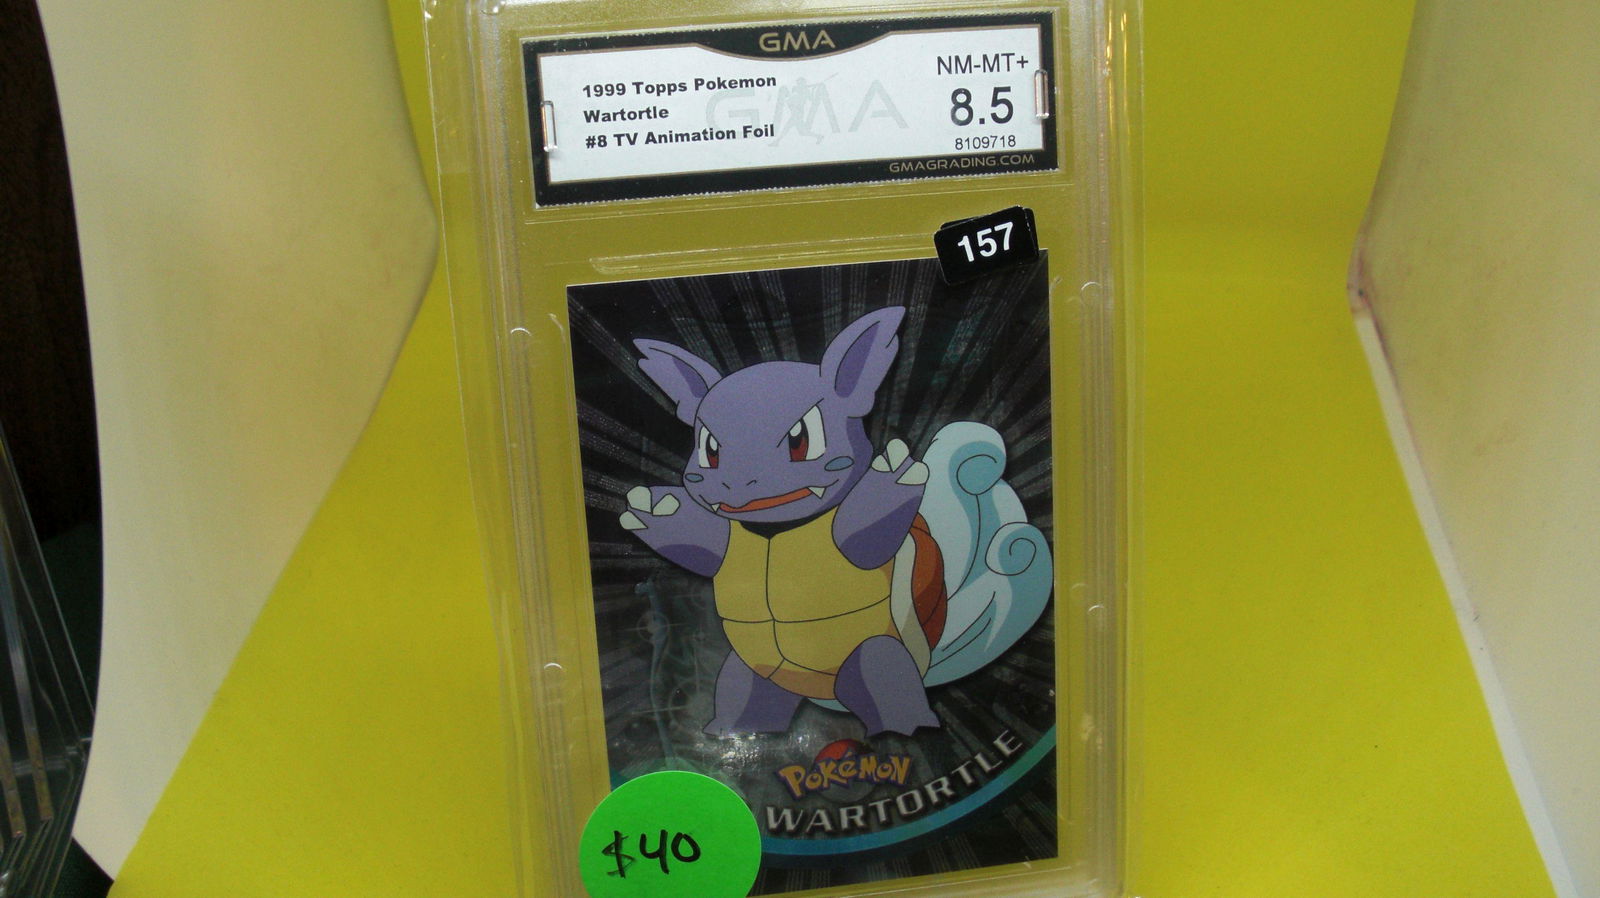 GMA
1999 Topps Pokemon
Wartortle
#8 TV Animation Foil
GMA
NM-MT+
8.5
8109718
GMAGRADING.COM
157
POKéMON
WARTORTLE
$40